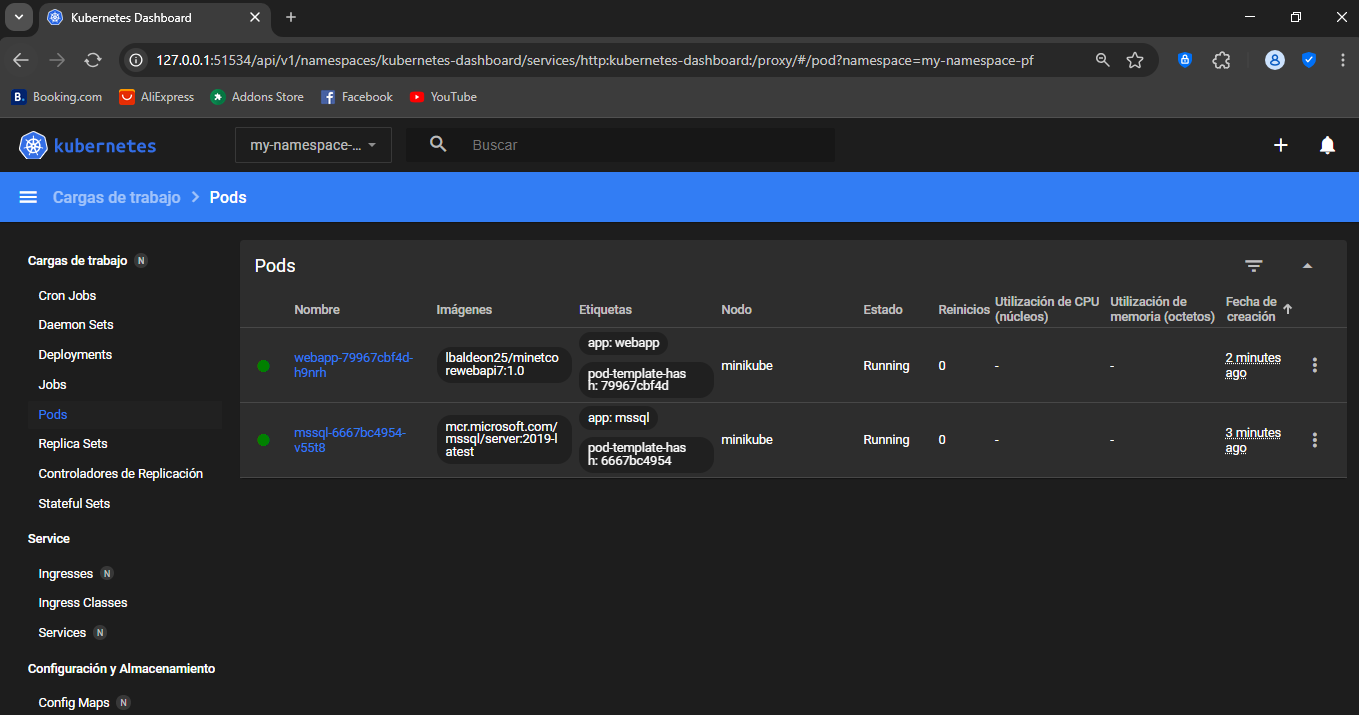 Kubernetes Dashboard
127.0.0.1:51534/api/v1/namespaces/kubernetes-dashboard/services/http:kubernetes-dashboard:/proxy/#/pod?namespace=my-namespace-pf
B. Booking.com AliExpress Addons Store Facebook YouTube
kubernetes my-namespace-... Buscar
Cargas de trabajo > Pods
Cargas de trabajo N
Cron Jobs
Daemon Sets
Deployments
Jobs
Pods
Replica Sets
Controladores de Replicación
Stateful Sets
Service
Ingresses N
Ingress Classes
Services N
Configuración y Almacenamiento
Config Maps N
Pods
Nombre Imágenes Etiquetas Nodo Estado Reinicios Utilización de CPU Utilización de Fecha de
(núcleos) memoria (octetos) creación
app: webapp
webapp-79967cbf4d- lbaldeon25/minetco 2 minutes
h9nrh rewebapi7:1.0 minikube Running 0 - - ago
pod-template-has
h: 79967cbf4d
app: mssql
mssql-6667bc4954- mcr.microsoft.com/ 3 minutes
v55t8 mssql/server:2019-l minikube Running 0 - - ago
atest pod-template-has
h: 6667bc4954